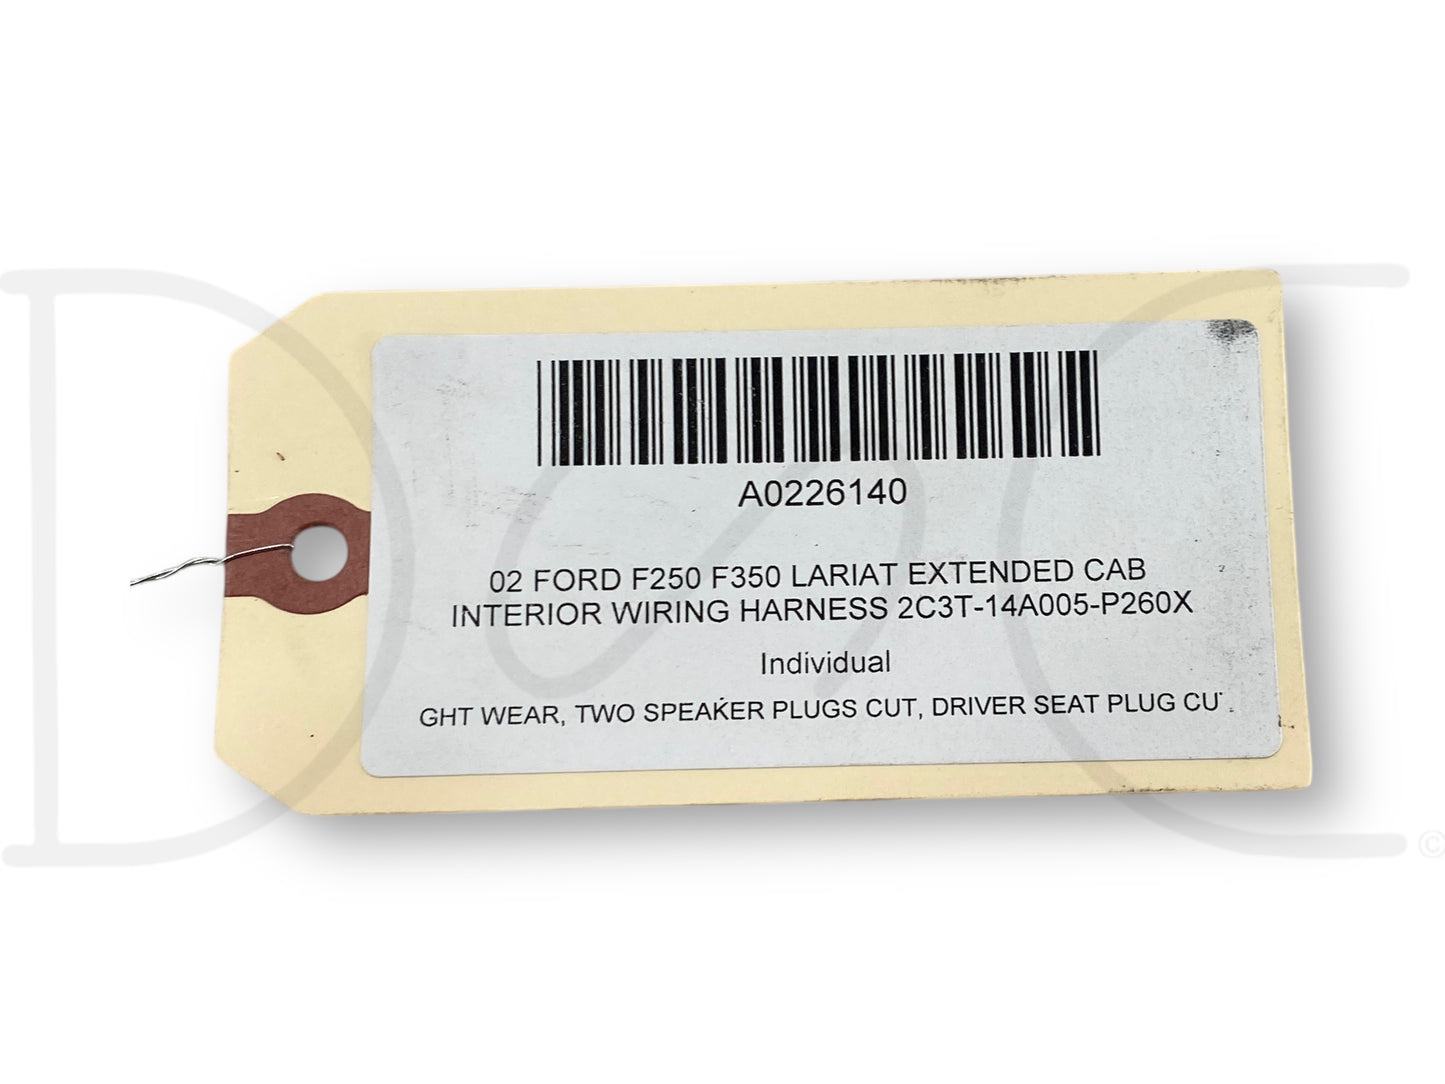 A0226140
02 FORD F250 F350 LARIAT EXTENDED CAB
INTERIOR WIRING HARNESS 2C3T-14A005-P260X
Individual
GHT WEAR, TWO SPEAKER PLUGS CUT, DRIVER SEAT PLUG CU
©